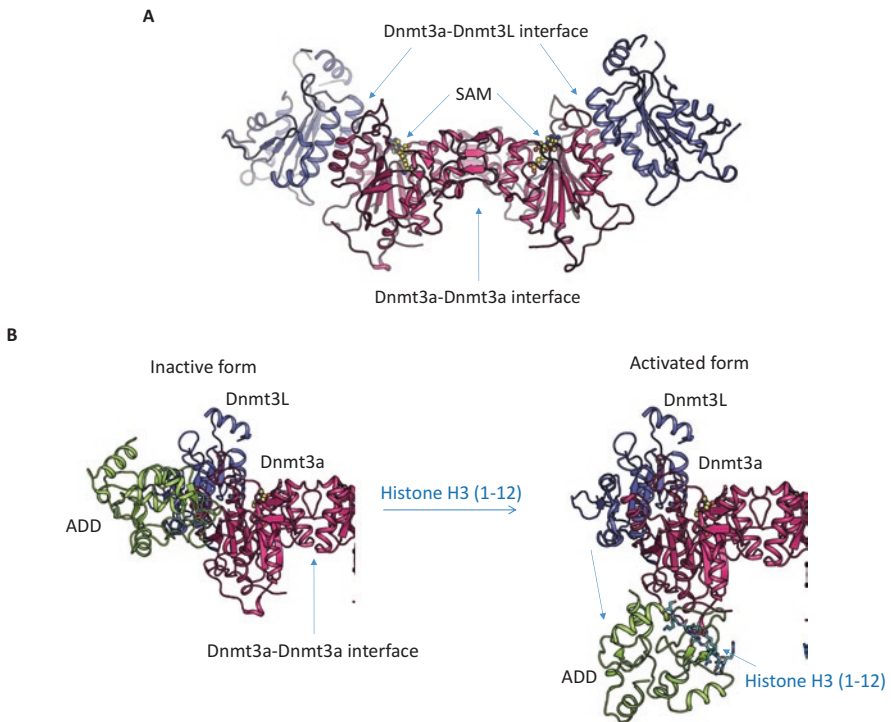 A
Dnmt3a-Dnmt3L interface
SAM
Dnmt3a-Dnmt3a interface
B
Inactive form
Dnmt3L
Dnmt3a
ADD
Dnmt3a-Dnmt3a interface
Histone H3 (1-12)
Activated form
Dnmt3L
Dnmt3a
ADD
Histone H3 (1-12)